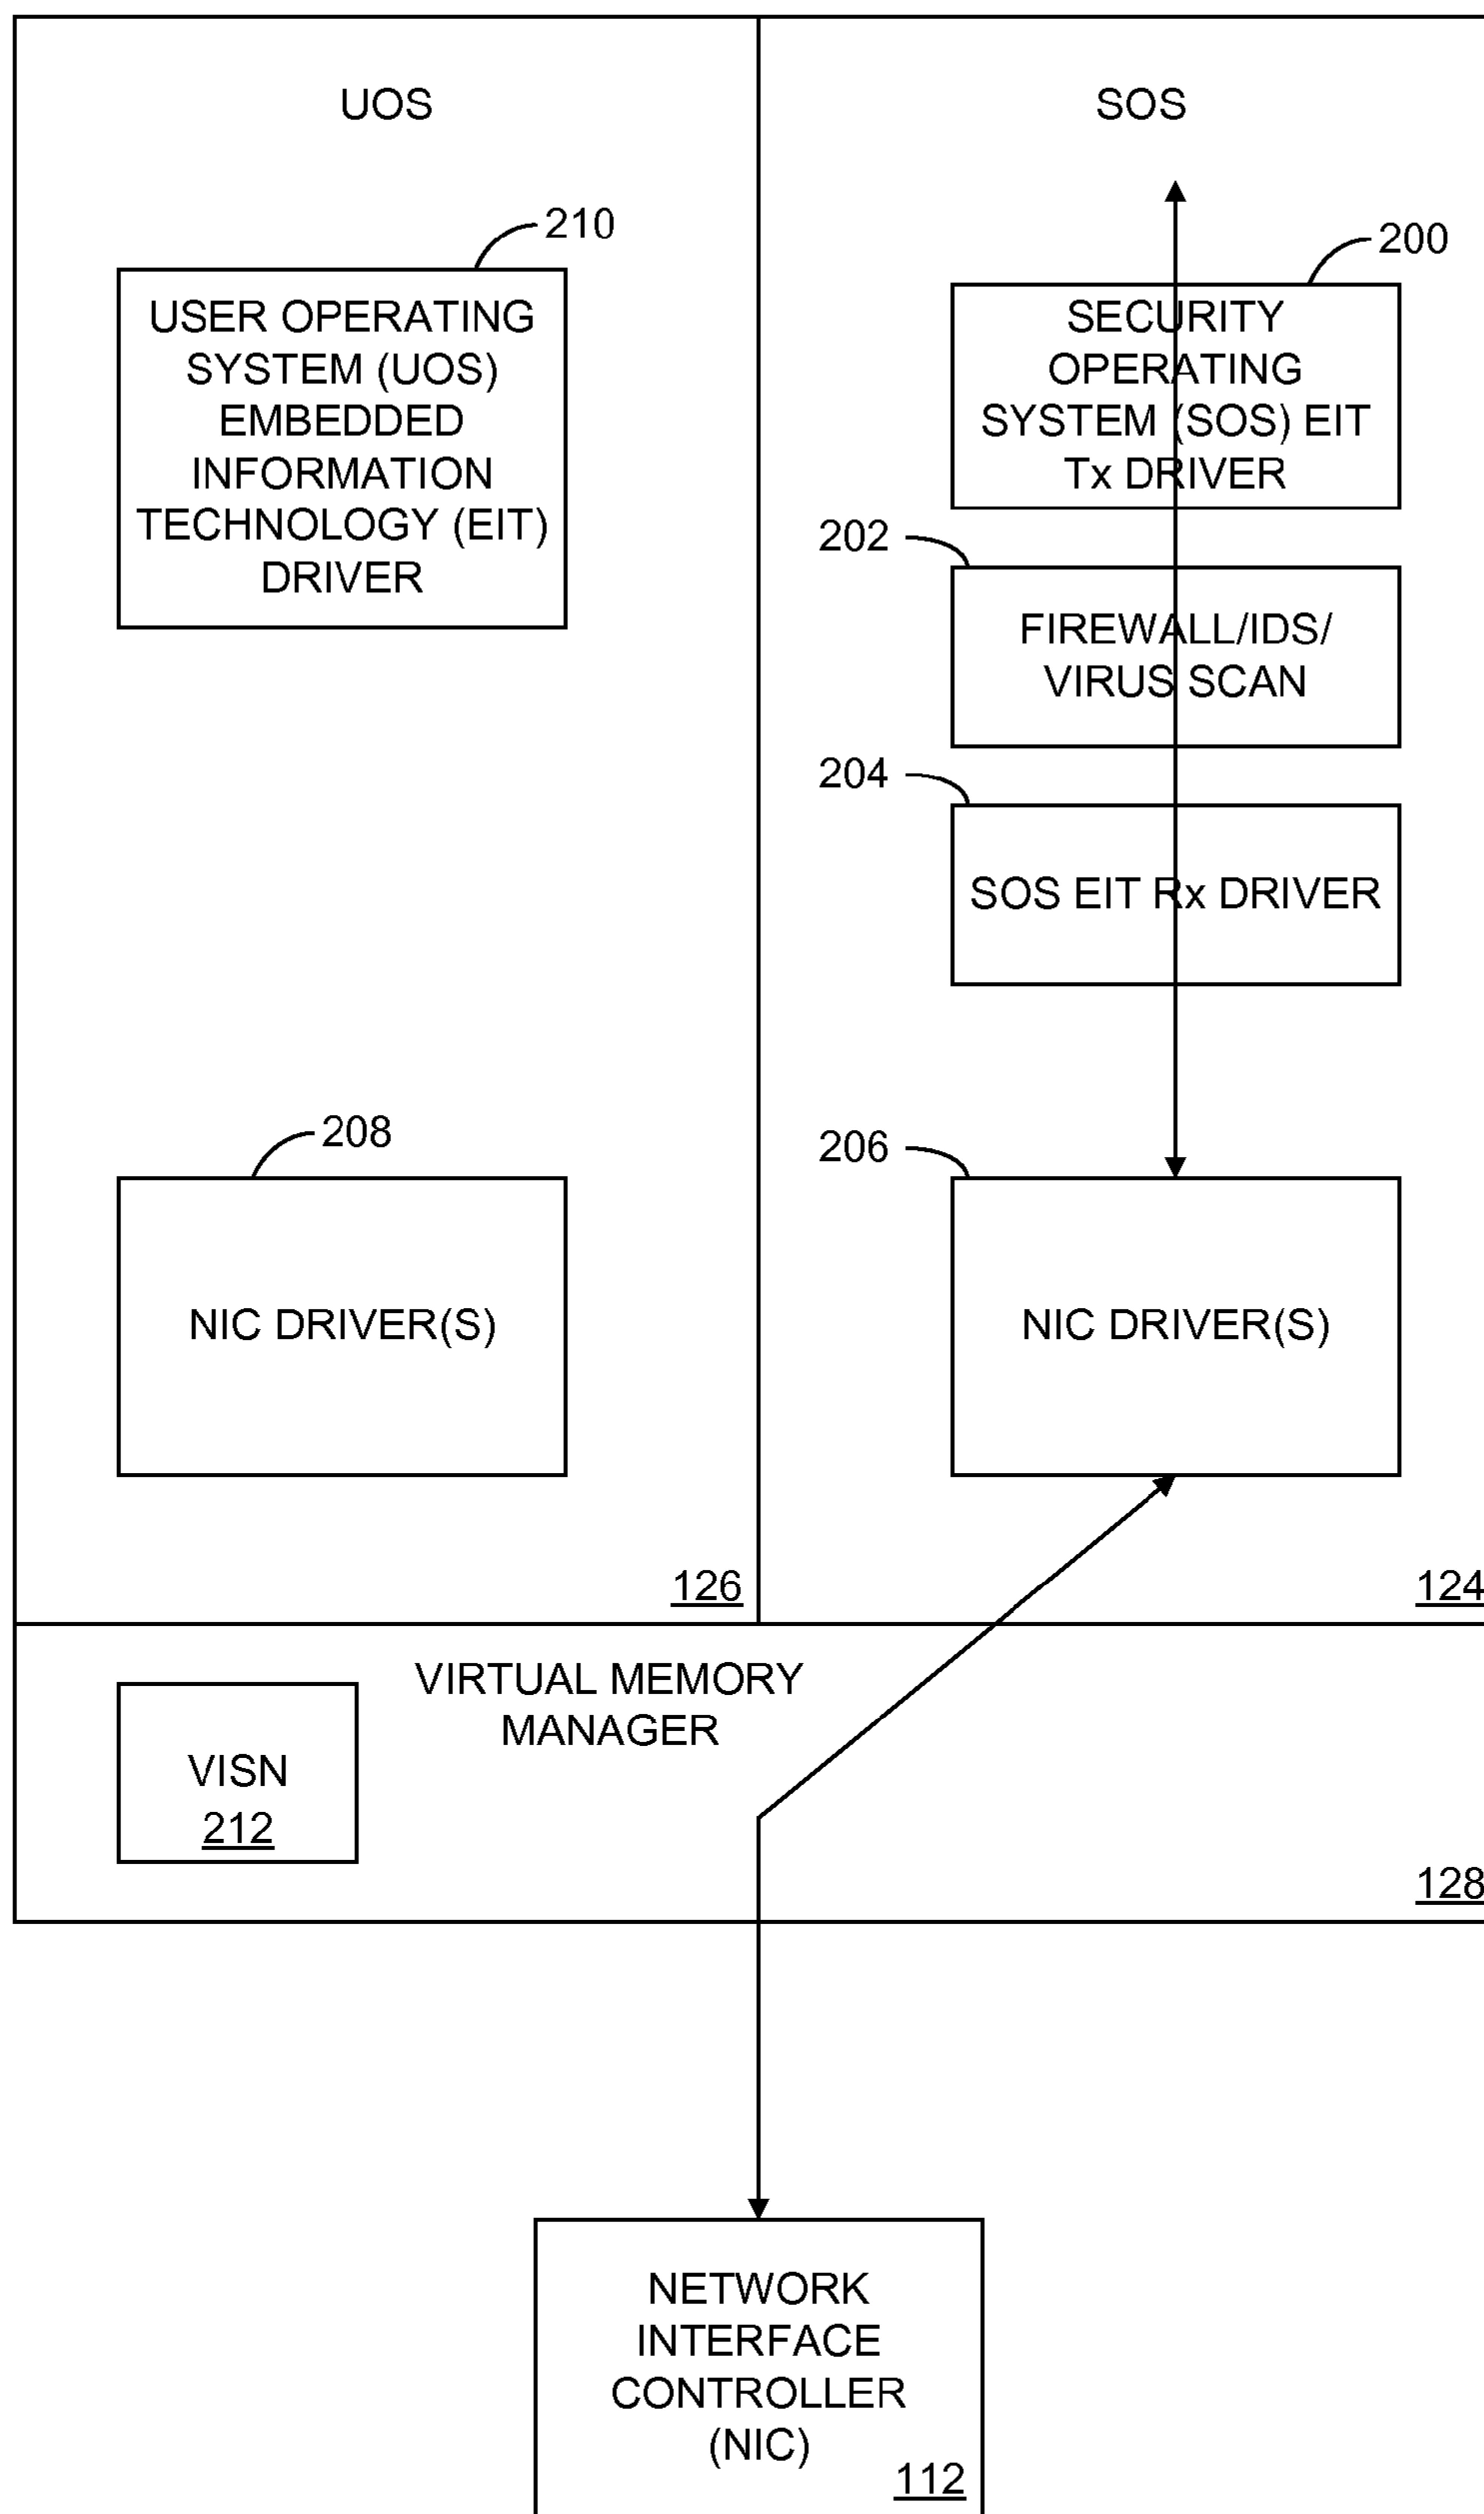 UOS
SOS
210
USER OPERATING
SYSTEM (UOS)
EMBEDDED
INFORMATION
TECHNOLOGY (EIT)
DRIVER
200
SECURITY
OPERATING
SYSTEM (SOS) EIT
Tx DRIVER
202
FIREWALL/IDS/
VIRUS SCAN
204
SOS EIT Rx DRIVER
208
NIC DRIVER(S)
206
NIC DRIVER(S)
126
124
VIRTUAL MEMORY
MANAGER
VISN
212
128
NETWORK
INTERFACE
CONTROLLER
(NIC)
112